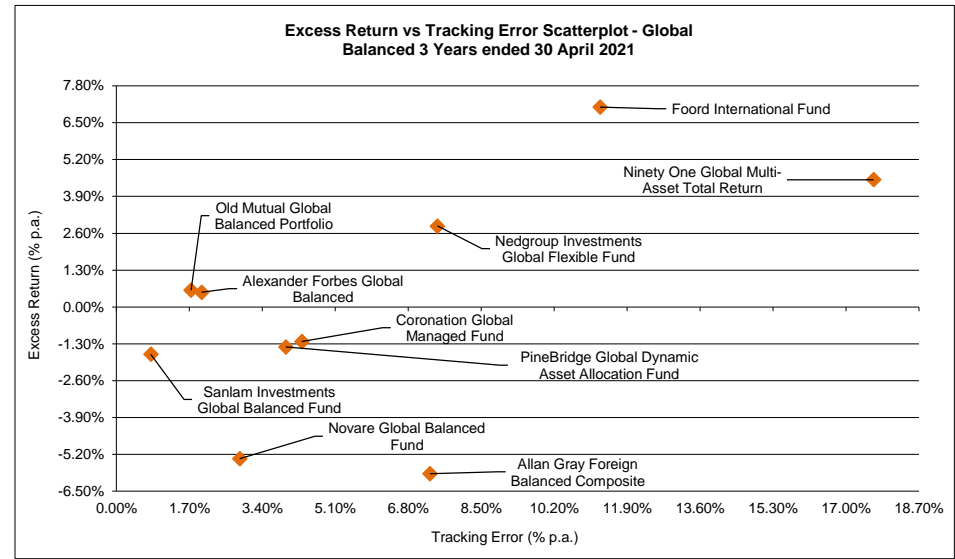 Excess Return vs Tracking Error Scatterplot - Global
Balanced 3 Years ended 30 April 2021
Excess Return (% p.a.)
7.80%
6.50%
5.20%
3.90%
2.60%
1.30%
0.00%
-1.30%
-2.60%
-3.90%
-5.20%
-6.50%
Foord International Fund
Ninety One Global Multi-
Asset Total Return
Old Mutual Global
Balanced Portfolio
Nedgroup Investments
Global Flexible Fund
Alexander Forbes Global
Balanced
Coronation Global
Managed Fund
PineBridge Global Dynamic
Asset Allocation Fund
Sanlam Investments
Global Balanced Fund
Novare Global Balanced
Fund
Allan Gray Foreign
Balanced Composite
0.00% 1.70% 3.40% 5.10% 6.80% 8.50% 10.20% 11.90% 13.60% 15.30% 17.00% 18.70%
Tracking Error (% p.a.)